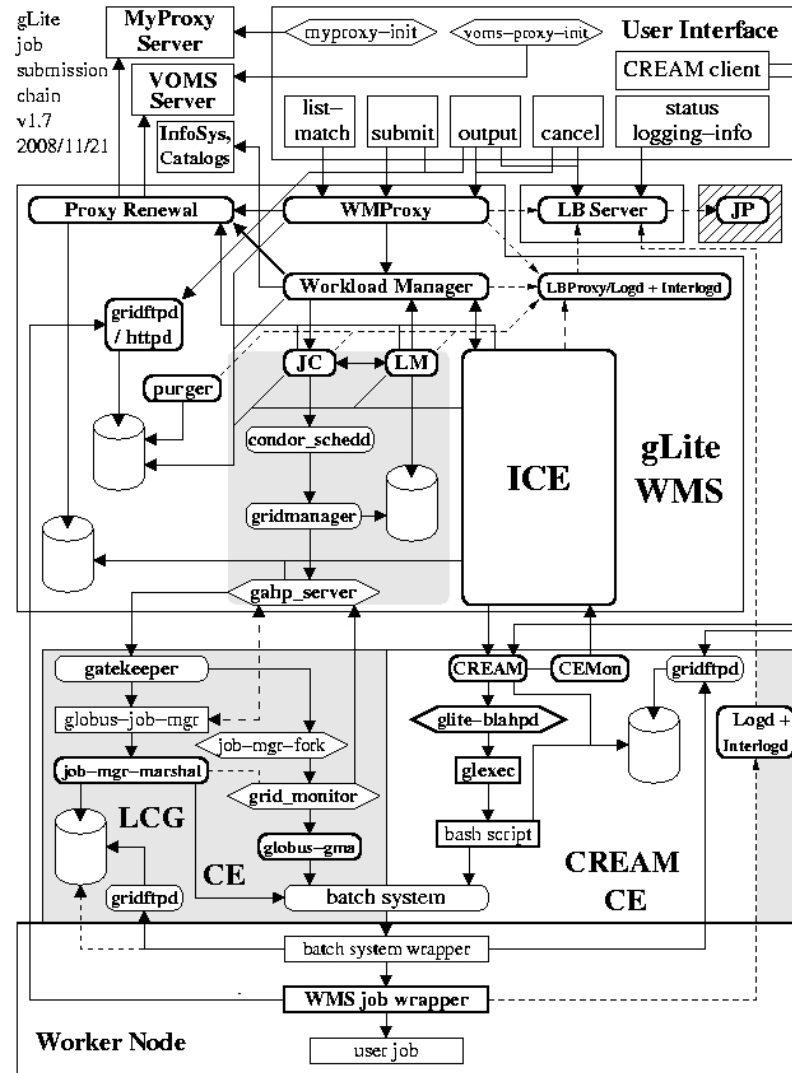 gLite
job
submission
chain
v1.7
2008/11/21
MyProxy
Server
myproxy-init
voms-proxy-init
User Interface
CREAM client
VOMS
Server
InfoSys,
Catalogs
list-
match
submit
output
cancel
status
logging-info
Proxy Renewal
WMProxy
LB Server
JP
Workload Manager
LBProxy/Logd + Interlogd
gridftpd
/ httpd
JC
LM
purger
condor_schedd
ICE
gLite
WMS
gridmanager
gahp_server
gatekeeper
CREAM
CEMon
gridftpd
globus-job-mgr
glite-blahpd
Logd +
Interlogd
job-mgr-fork
job-mgr-marshal
glexec
grid_monitor
LCG
bash script
globus-gma
CE
CREAM
CE
gridftpd
batch system
batch system wrapper
WMS job wrapper
Worker Node
user job